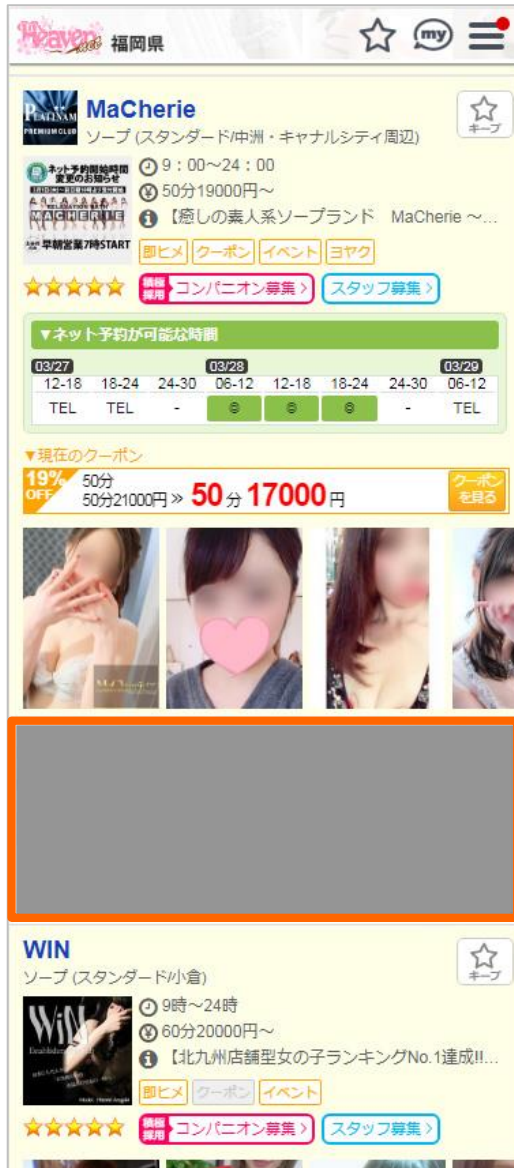 Heaven net 福岡県
my
PLATINAM
PREMIUM CLUB
MaCherie
キープ
ソープ (スタンダード/中洲・キャナルシティ周辺)
ネット予約開始時間
変更のお知らせ
MACHERIE
早朝営業7時START
9：00～24：00
50分19000円～
【癒しの素人系ソープランド　MaCherie ～...
即ヒメ クーポン イベント ヨヤク
積極採用 コンパニオン募集 スタッフ募集
▼ネット予約が可能な時間
03/27 03/28 03/29
12-18 18-24 24-30 06-12 12-18 18-24 24-30 06-12
TEL TEL - ◎ ◎ ◎ - TEL
▼現在のクーポン
19% OFF
50分
50分21000円 ≫ 50分17000円
クーポンを見る
MaCherie
WIN
キープ
ソープ (スタンダード/小倉)
WiN
9時～24時
60分20000円～
【北九州店舗型女の子ランキングNo.1達成!!...
即ヒメ クーポン イベント
積極採用 コンパニオン募集 スタッフ募集